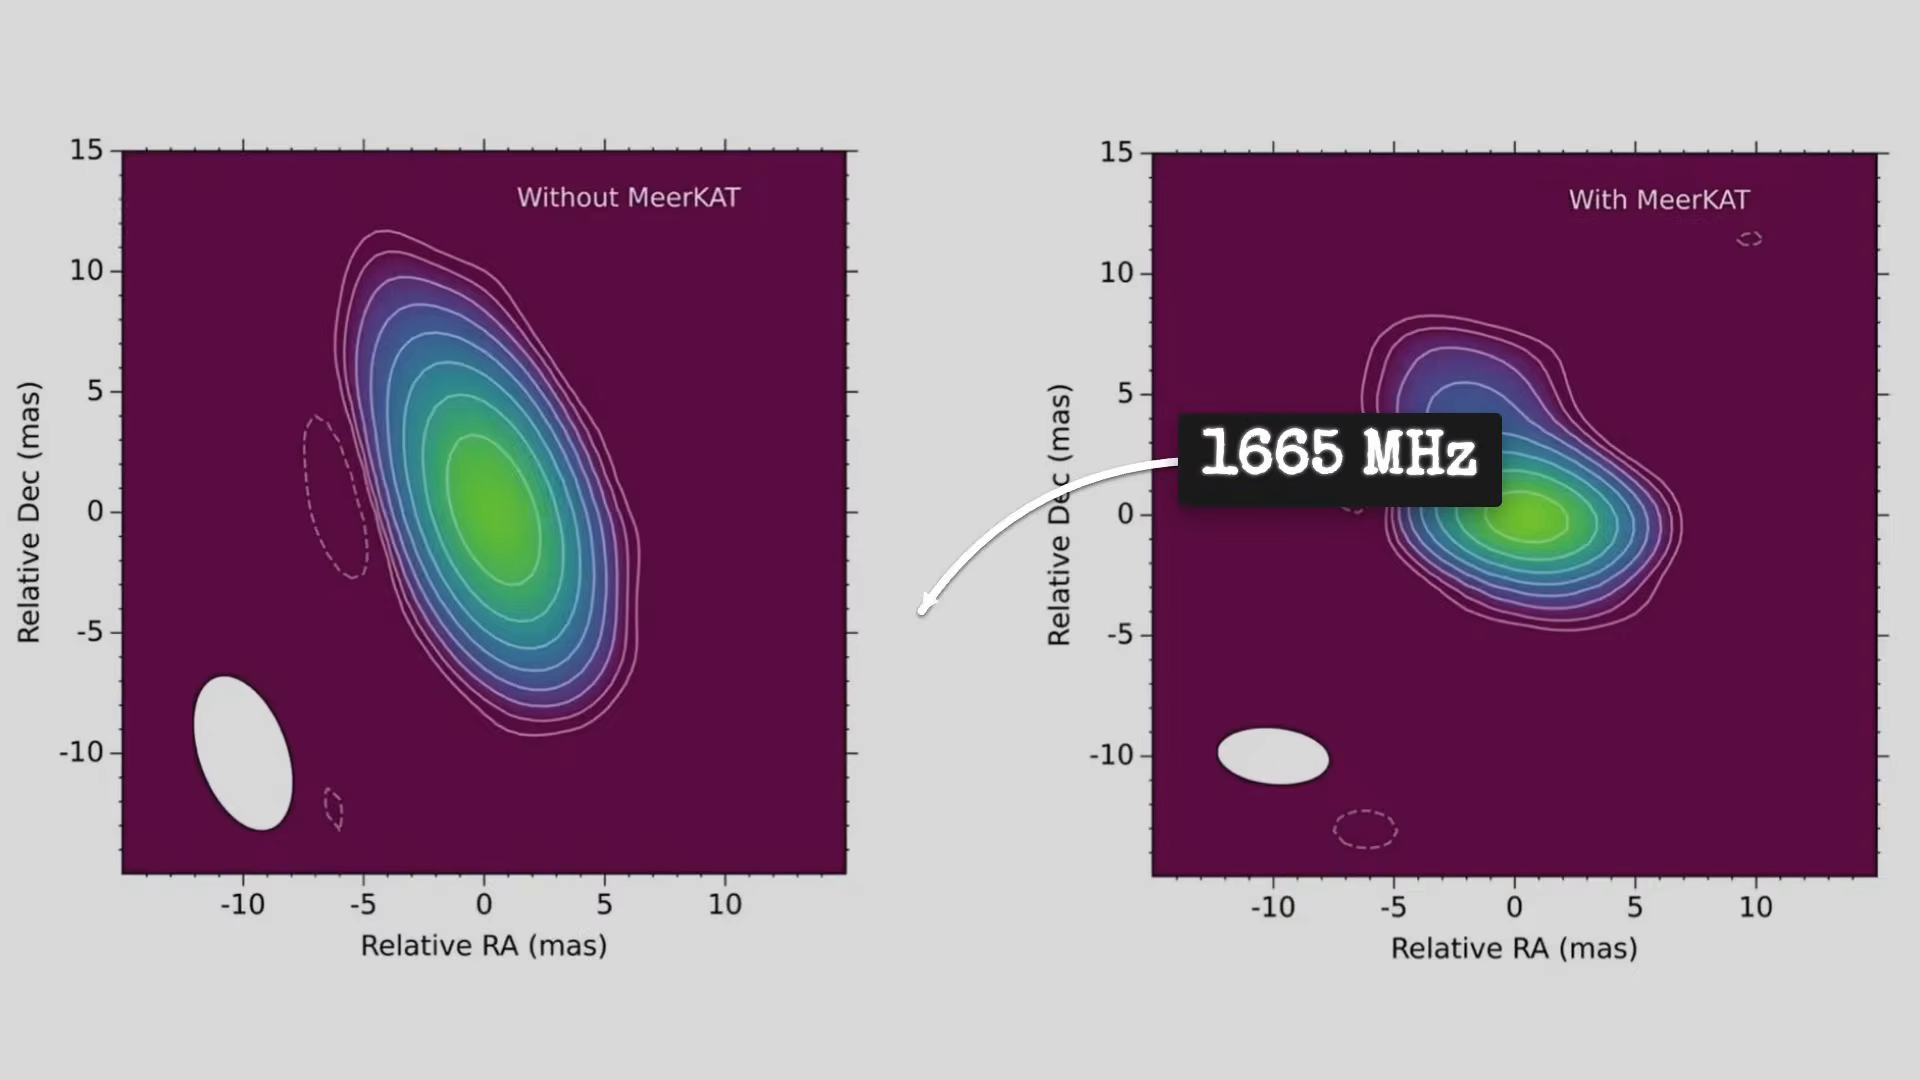 Without MeerKAT
15
10
5
0
-5
-10
Relative Dec (mas)
-10 -5 0 5 10
Relative RA (mas)
With MeerKAT
15
10
5
0
-5
-10
Relative Dec (mas)
1665 MHz
-10 -5 0 5 10
Relative RA (mas)